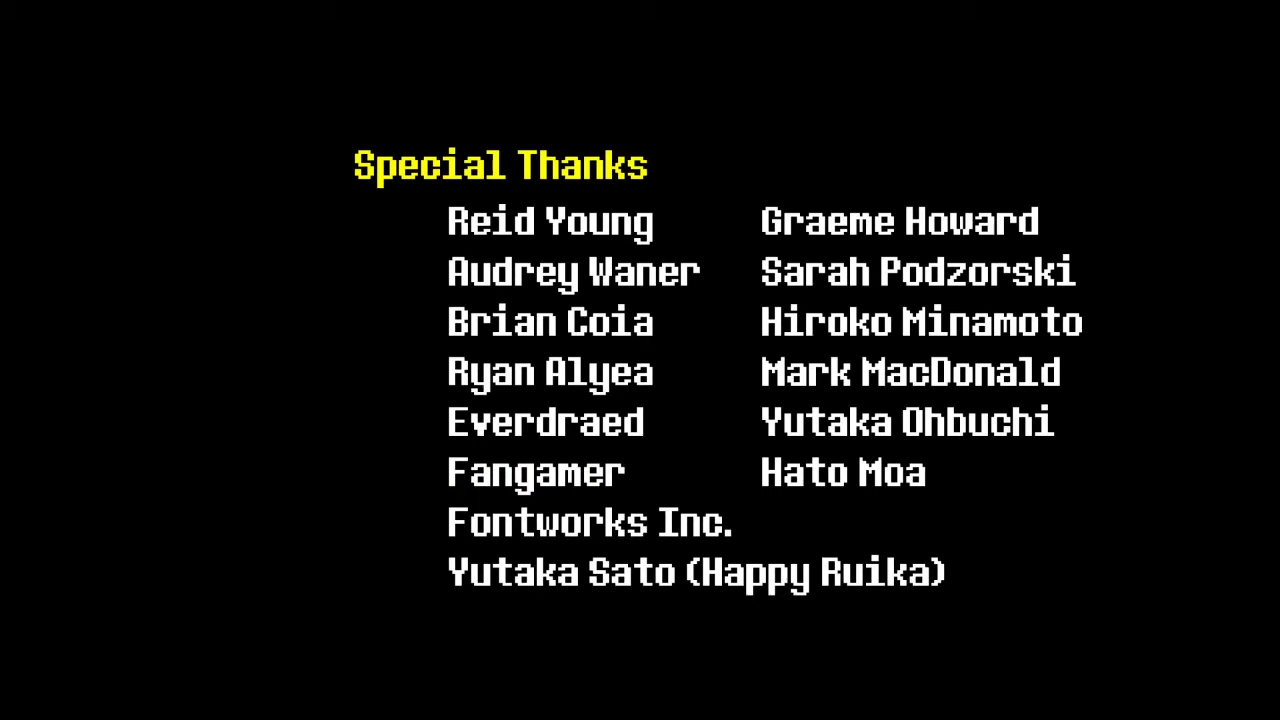 Special Thanks
Reid Young Graeme Howard
Audrey Waner Sarah Podzorski
Brian Coia Hiroko Minamoto
Ryan Alyea Mark MacDonald
Everdraed Yutaka Ohbuchi
Fangamer Hato Moa
Fontworks Inc.
Yutaka Sato (Happy Ruika)